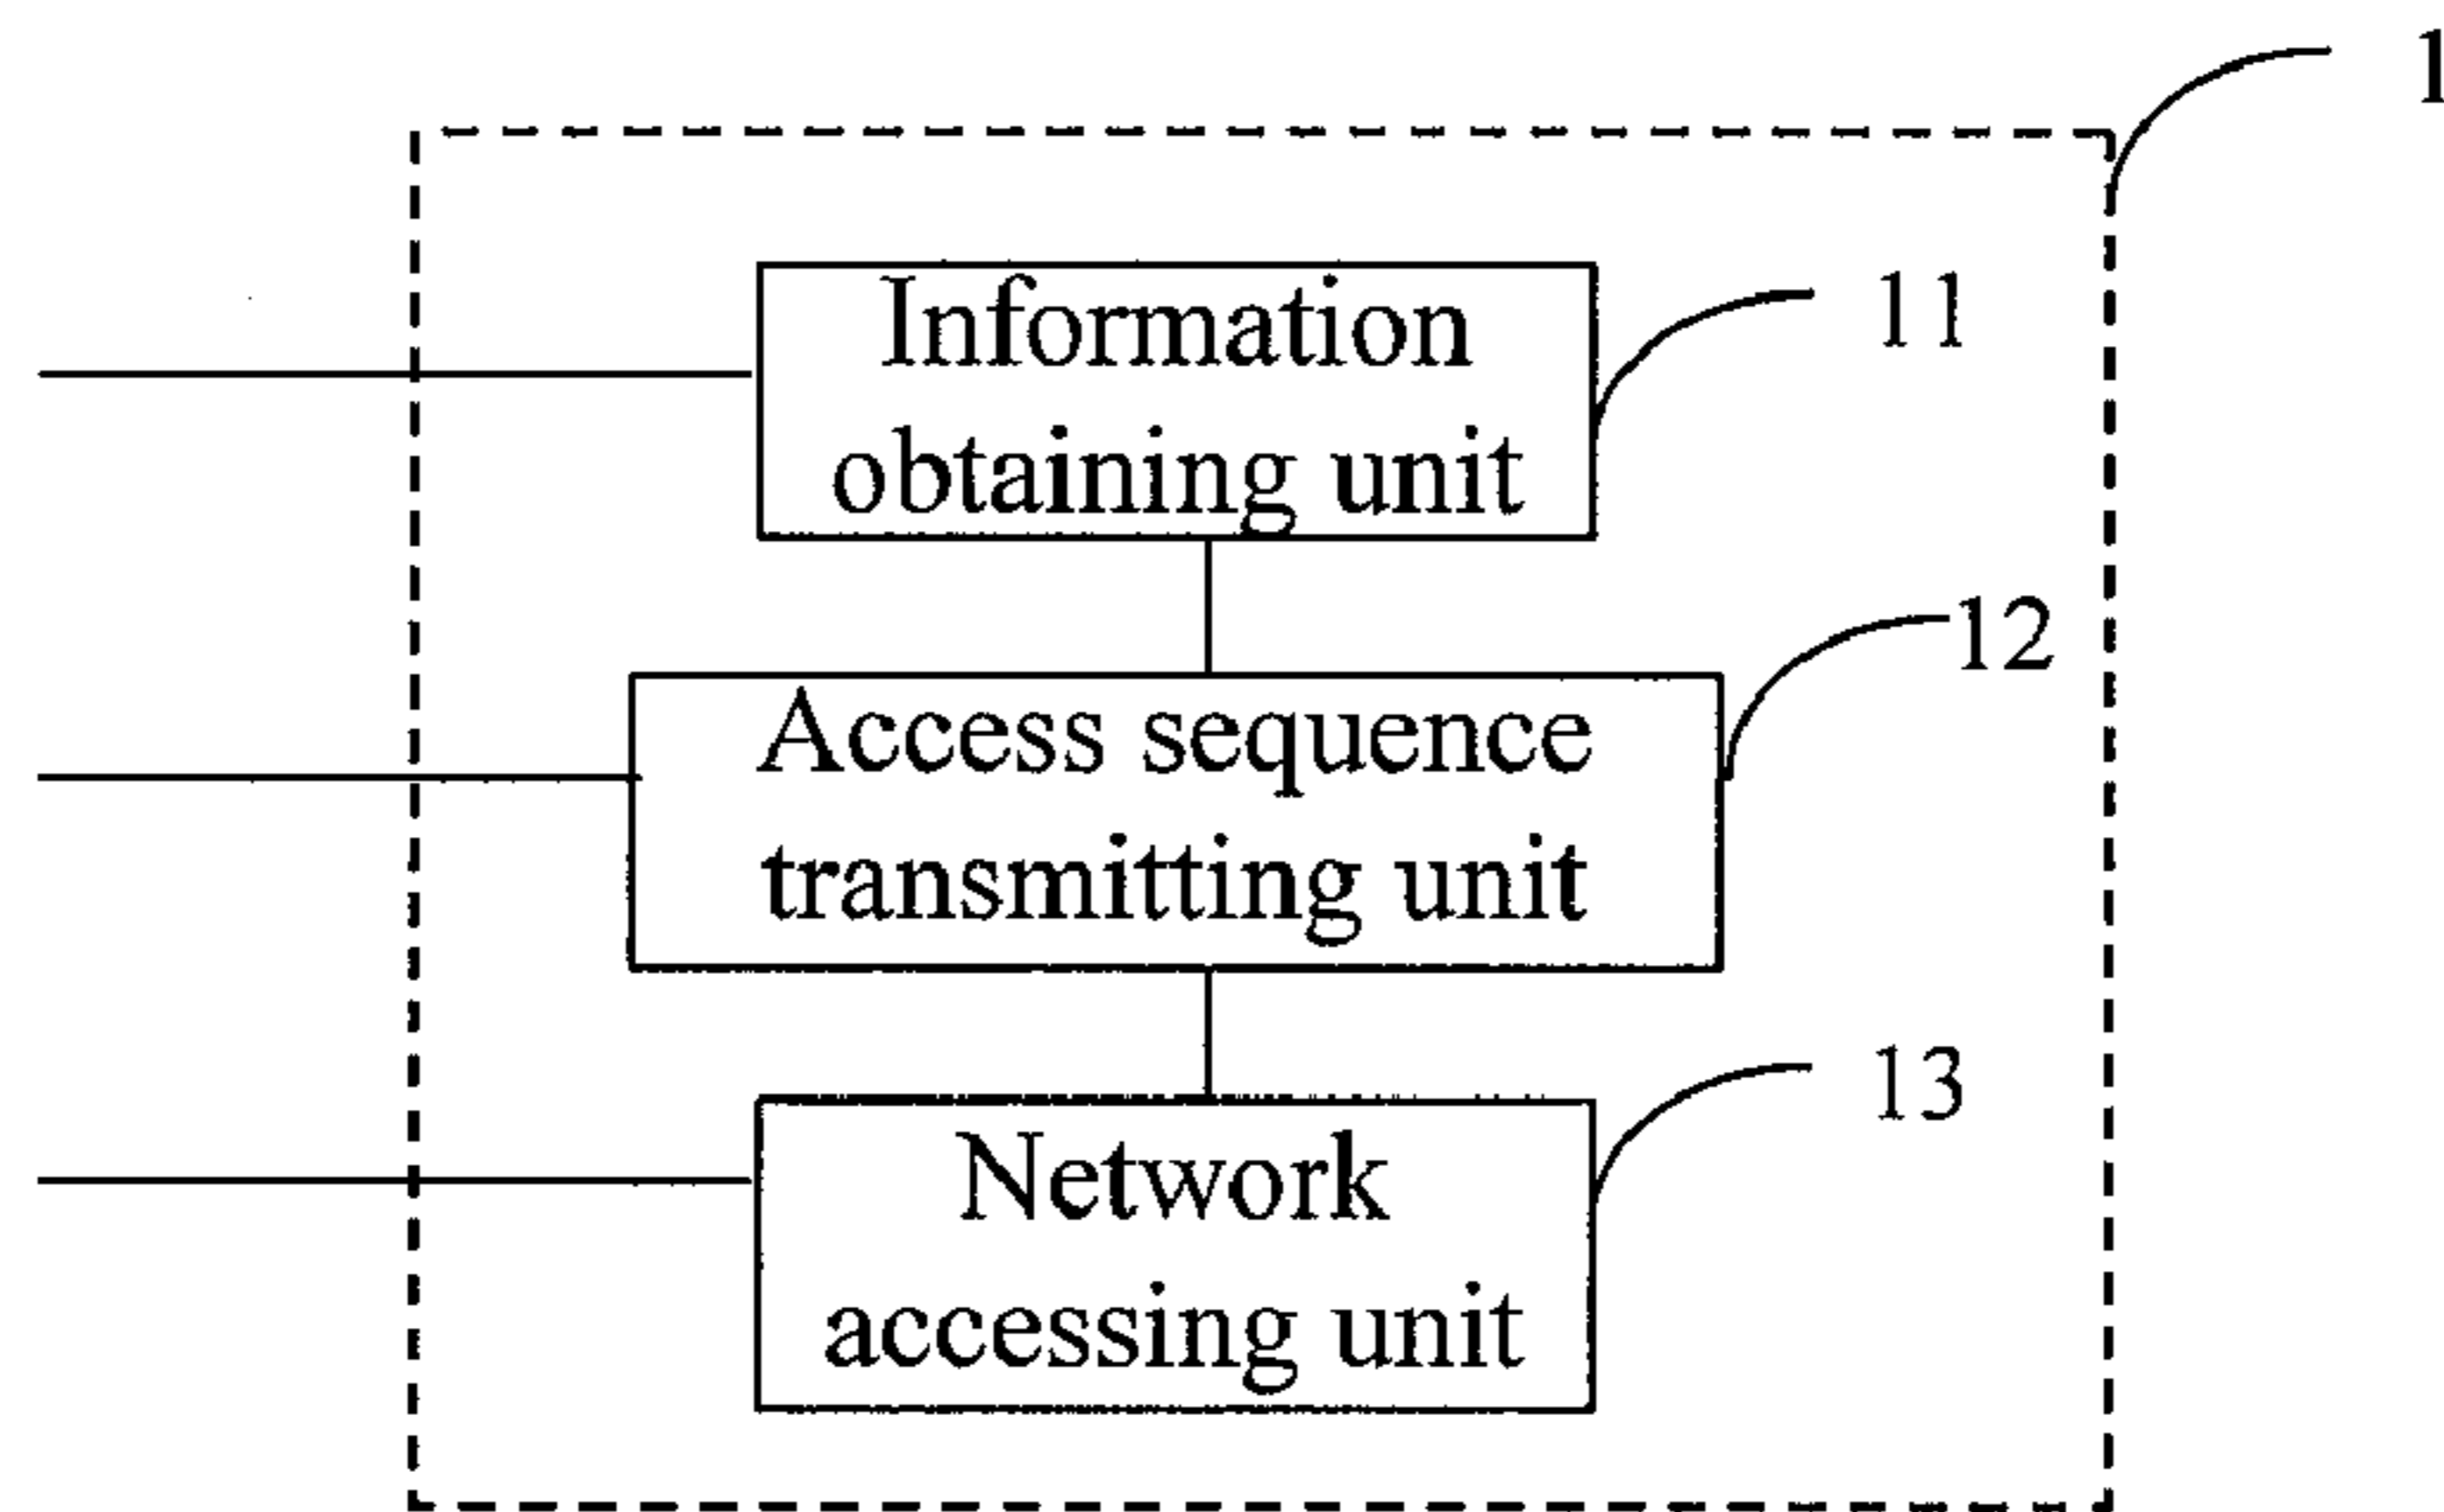 1
Information
obtaining unit
11
Access sequence
transmitting unit
12
Network
accessing unit
13